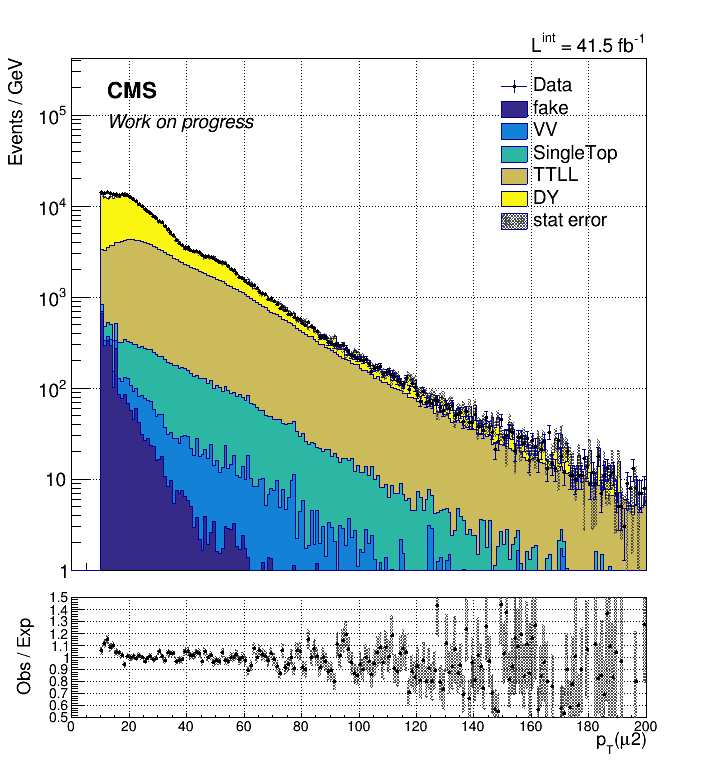 L^int = 41.5 fb^-1
Events / GeV
CMS
Work on progress
Data
fake
VV
SingleTop
TTLL
DY
stat error
10^5
10^4
10^3
10^2
10
1
Obs / Exp
1.5
1.4
1.3
1.2
1.1
1
0.9
0.8
0.7
0.6
0.5
0 20 40 60 80 100 120 140 160 180 200
p_T(μ2)